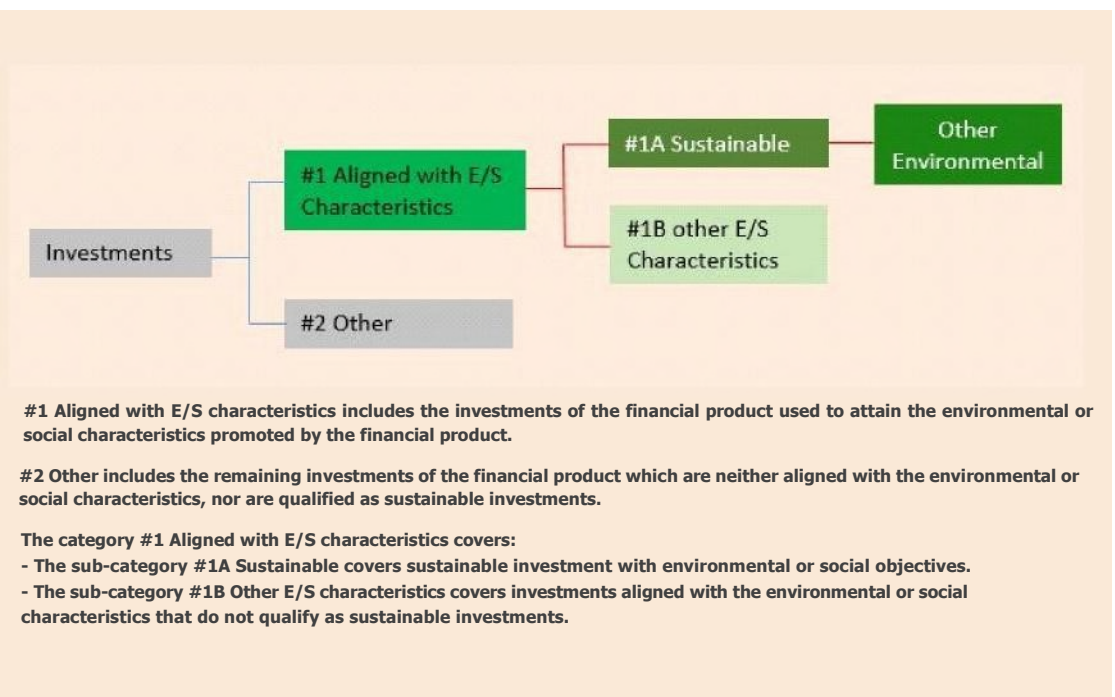 Other
Environmental
#1A Sustainable
#1 Aligned with E/S
Characteristics
#1B other E/S
Characteristics
Investments
#2 Other
#1 Aligned with E/S characteristics includes the investments of the financial product used to attain the environmental or
social characteristics promoted by the financial product.
#2 Other includes the remaining investments of the financial product which are neither aligned with the environmental or
social characteristics, nor are qualified as sustainable investments.
The category #1 Aligned with E/S characteristics covers:
- The sub-category #1A Sustainable covers sustainable investment with environmental or social objectives.
- The sub-category #1B Other E/S characteristics covers investments aligned with the environmental or social
characteristics that do not qualify as sustainable investments.